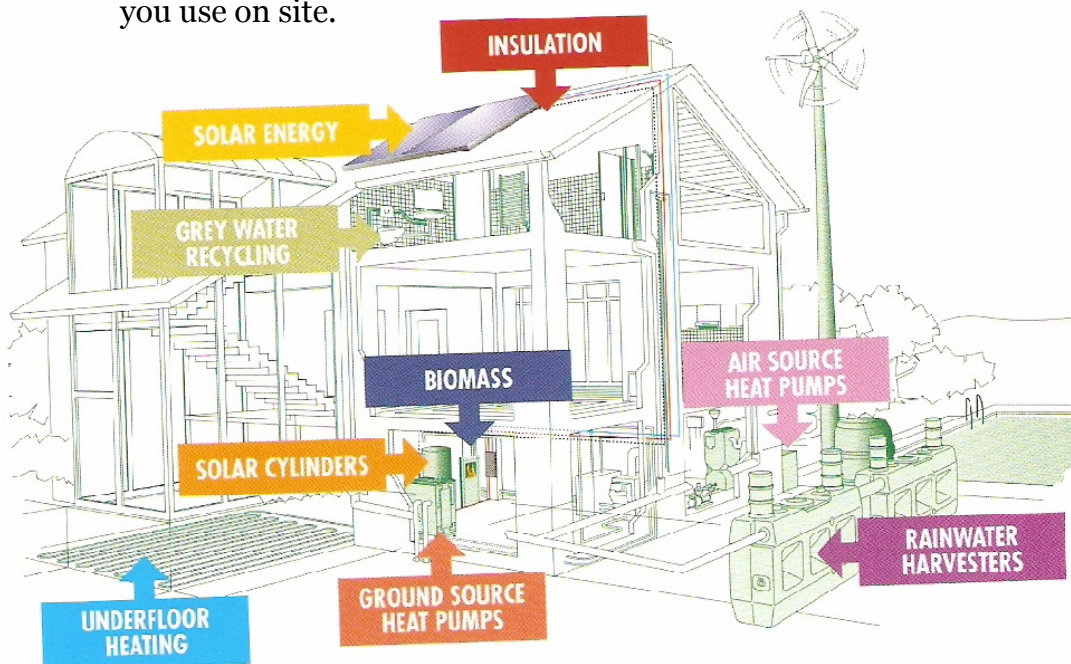 you use on site.
INSULATION
SOLAR ENERGY
GREY WATER
RECYCLING
BIOMASS
AIR SOURCE
HEAT PUMPS
SOLAR CYLINDERS
RAINWATER
HARVESTERS
UNDERFLOOR
HEATING
GROUND SOURCE
HEAT PUMPS